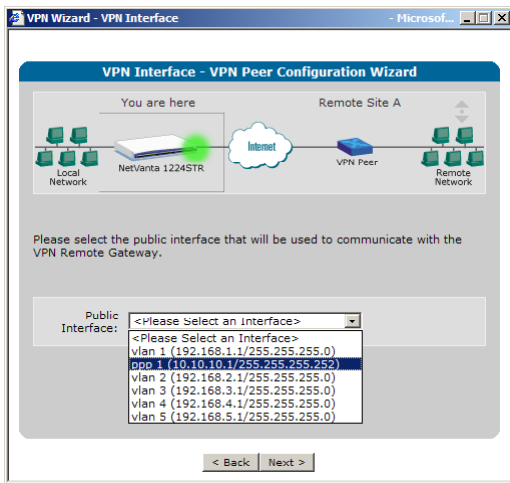 VPN Wizard - VPN Interface - Microsof...
VPN Interface - VPN Peer Configuration Wizard
You are here
Remote Site A
Internet
Local
Network
NetVanta 1224STR
VPN Peer
Remote
Network
Please select the public interface that will be used to communicate with the
VPN Remote Gateway.
Public
Interface:
<Please Select an Interface>
<Please Select an Interface>
vlan 1 (192.168.1.1/255.255.255.0)
ppp 1 (10.10.10.1/255.255.255.252)
vlan 2 (192.168.2.1/255.255.255.0)
vlan 3 (192.168.3.1/255.255.255.0)
vlan 4 (192.168.4.1/255.255.255.0)
vlan 5 (192.168.5.1/255.255.255.0)
< Back Next >